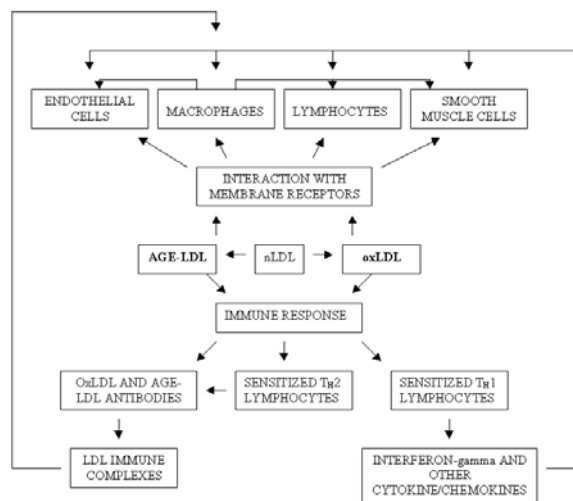 ENDOTHELIAL
CELLS
MACROPHAGES
LYMPHOCYTES
SMOOTH
MUSCLE CELLS
INTERACTION WITH
MEMBRANE RECEPTORS
AGE-LDL
nLDL
oxLDL
IMMUNE RESPONSE
OxLDL AND AGE-
LDL ANTIBODIES
SENSITIZED TH2
LYMPHOCYTES
SENSITIZED TH1
LYMPHOCYTES
LDL IMMUNE
COMPLEXES
INTERFERON-gamma AND
OTHER
CYTOKINE/CHEMOKINES